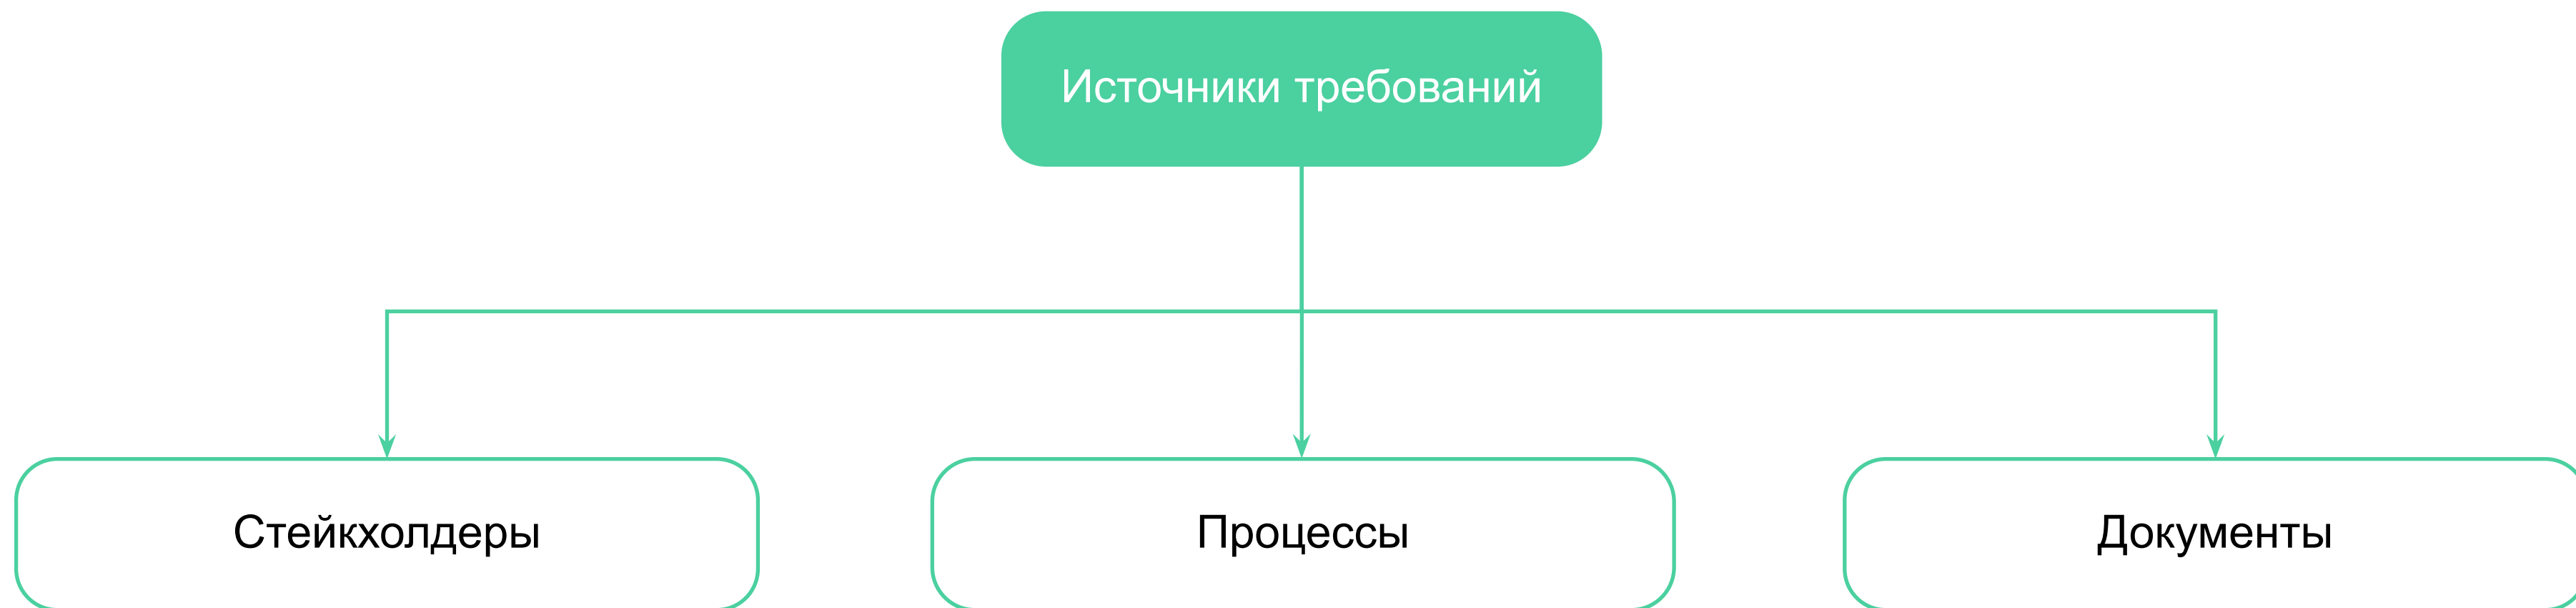 Источники требований
Стейкхолдеры
Процессы
Документы